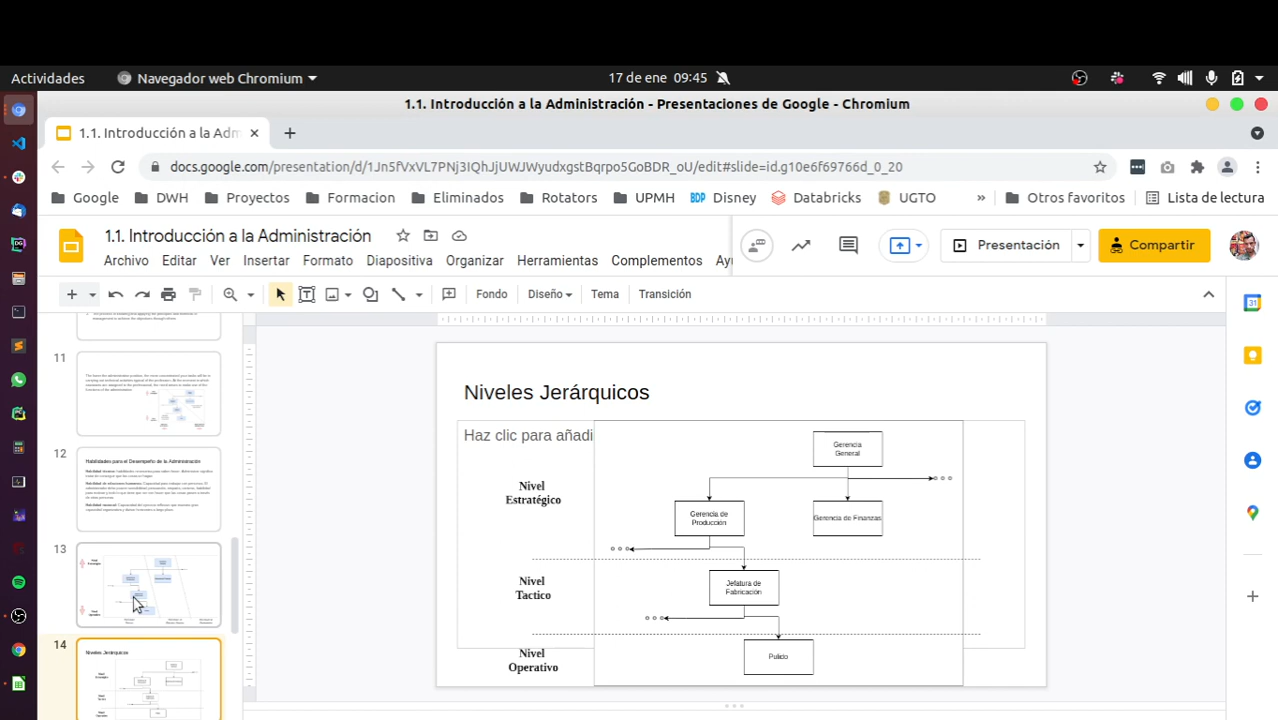 Actividades
Navegador web Chromium
17 de ene 09:45
1.1. Introducción a la Administración - Presentaciones de Google - Chromium
1.1. Introducción a la Adm
docs.google.com/presentation/d/1Jn5fVxVL7PNj3IQhJjUWJWyudxgstBqrpo5GoBDR_oU/edit#slide=id.g10e6f69766d_0_20
Google
DWH
Proyectos
Formacion
Eliminados
Rotators
UPMH
BDP Disney
Databricks
UGTO
»
Otros favoritos
Lista de lectura
1.1. Introducción a la Administración
Archivo Editar Ver Insertar Formato Diapositiva Organizar Herramientas Complementos Ay
Presentación
Compartir
Fondo
Diseño
Tema
Transición
31
11
12
Habilidades para el Desempeño de la Administración
13
14
Niveles Jerárquicos
Niveles Jerárquicos
Haz clic para añadi
Nivel
Estratégico
Gerencia
General
Gerencia de
Producción
Gerencia de Finanzas
Nivel
Tactico
Jefatura de
Fabricación
Nivel
Operativo
Pulido